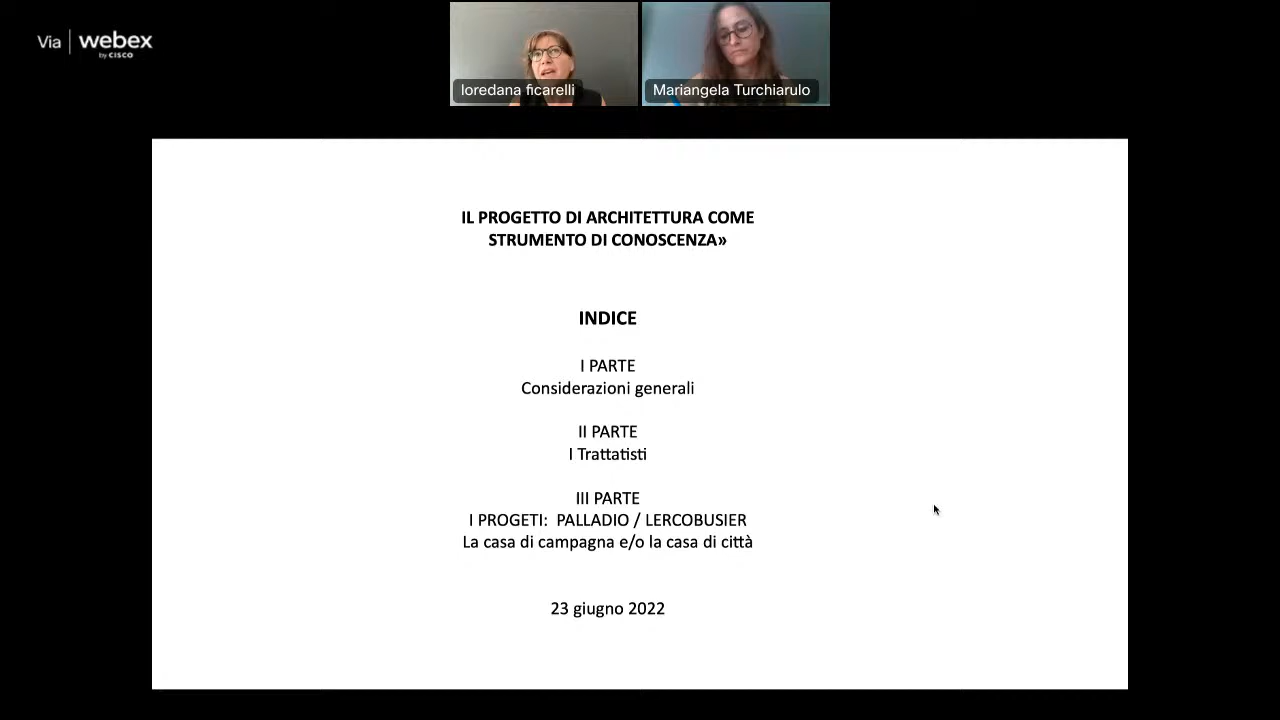 Via | webex
by CISCO
loredana ficarelli
Mariangela Turchiarulo
IL PROGETTO DI ARCHITETTURA COME
STRUMENTO DI CONOSCENZA»
INDICE
I PARTE
Considerazioni generali
II PARTE
I Trattatisti
III PARTE
I PROGETI: PALLADIO / LERCOBUSIER
La casa di campagna e/o la casa di città
23 giugno 2022